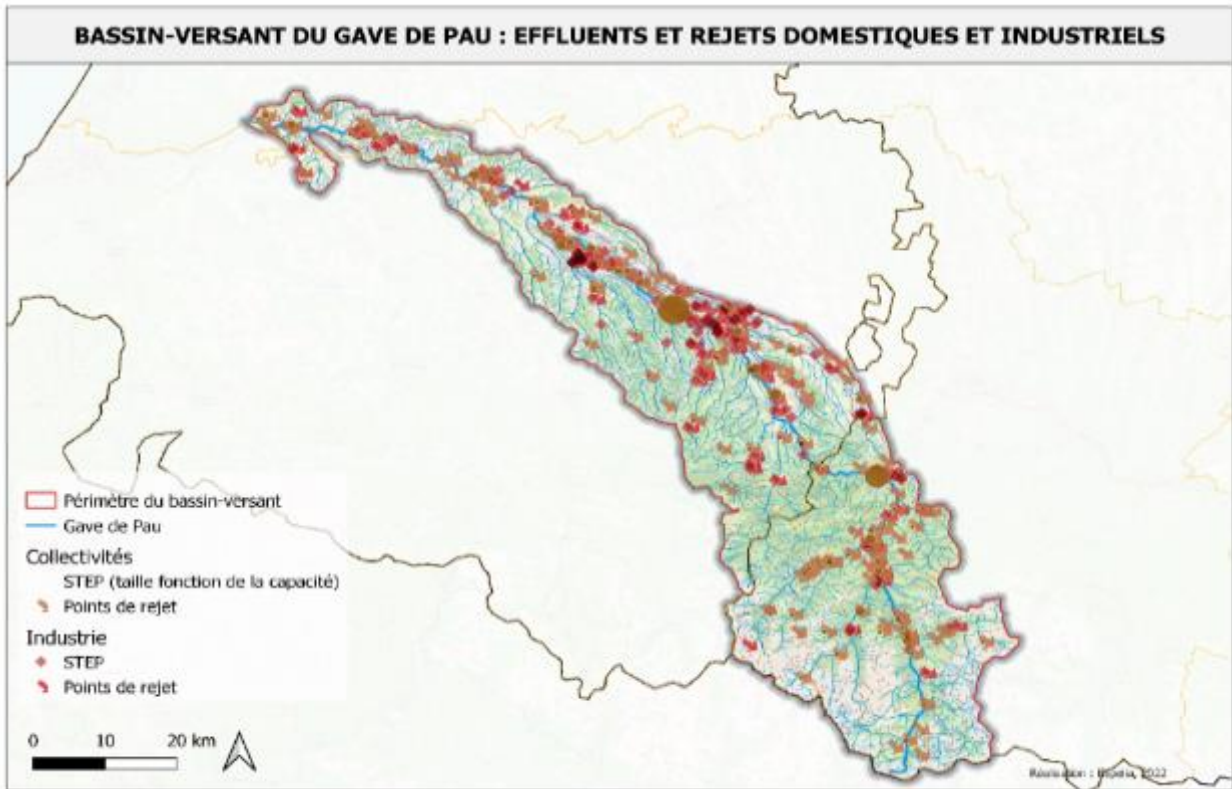 BASSIN-VERSANT DU GAVE DE PAU : EFFLUENTS ET REJETS DOMESTIQUES ET INDUSTRIELS
Périmètre du bassin-versant
Gave de Pau
Collectivités
STEP (taille fonction de la capacité)
Points de rejet
Industrie
STEP
Points de rejet
0 10 20 km
Réalisation : 2022